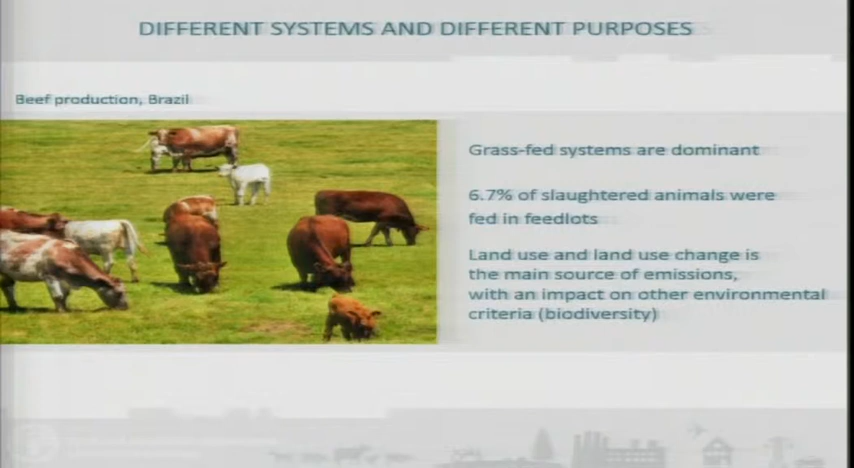 DIFFERENT SYSTEMS AND DIFFERENT PURPOSES
Beef production, Brazil
Grass-fed systems are dominant
6.7% of slaughtered animals were
fed in feedlots
Land use and land use change is
the main source of emissions,
with an impact on other environmental
criteria (biodiversity)